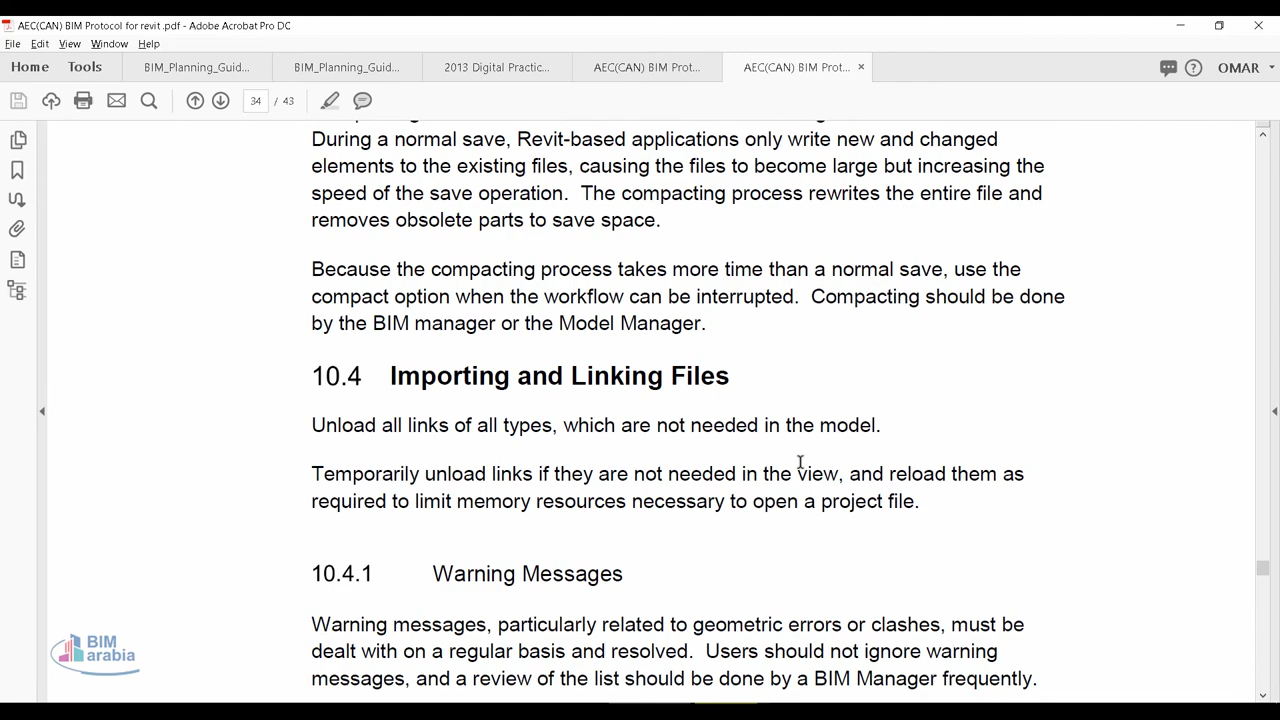 AEC(CAN) BIM Protocol for revit .pdf - Adobe Acrobat Pro DC
File Edit View Window Help
Home Tools BIM_Planning_Guid... BIM_Planning_Guid... 2013 Digital Practic... AEC(CAN) BIM Prot... AEC(CAN) BIM Prot... × OMAR
34 / 43
During a normal save, Revit-based applications only write new and changed
elements to the existing files, causing the files to become large but increasing the
speed of the save operation. The compacting process rewrites the entire file and
removes obsolete parts to save space.
Because the compacting process takes more time than a normal save, use the
compact option when the workflow can be interrupted. Compacting should be done
by the BIM manager or the Model Manager.
10.4 Importing and Linking Files
Unload all links of all types, which are not needed in the model.
Temporarily unload links if they are not needed in the view, and reload them as
required to limit memory resources necessary to open a project file.
10.4.1 Warning Messages
Warning messages, particularly related to geometric errors or clashes, must be
dealt with on a regular basis and resolved. Users should not ignore warning
messages, and a review of the list should be done by a BIM Manager frequently.
BIM
arabia